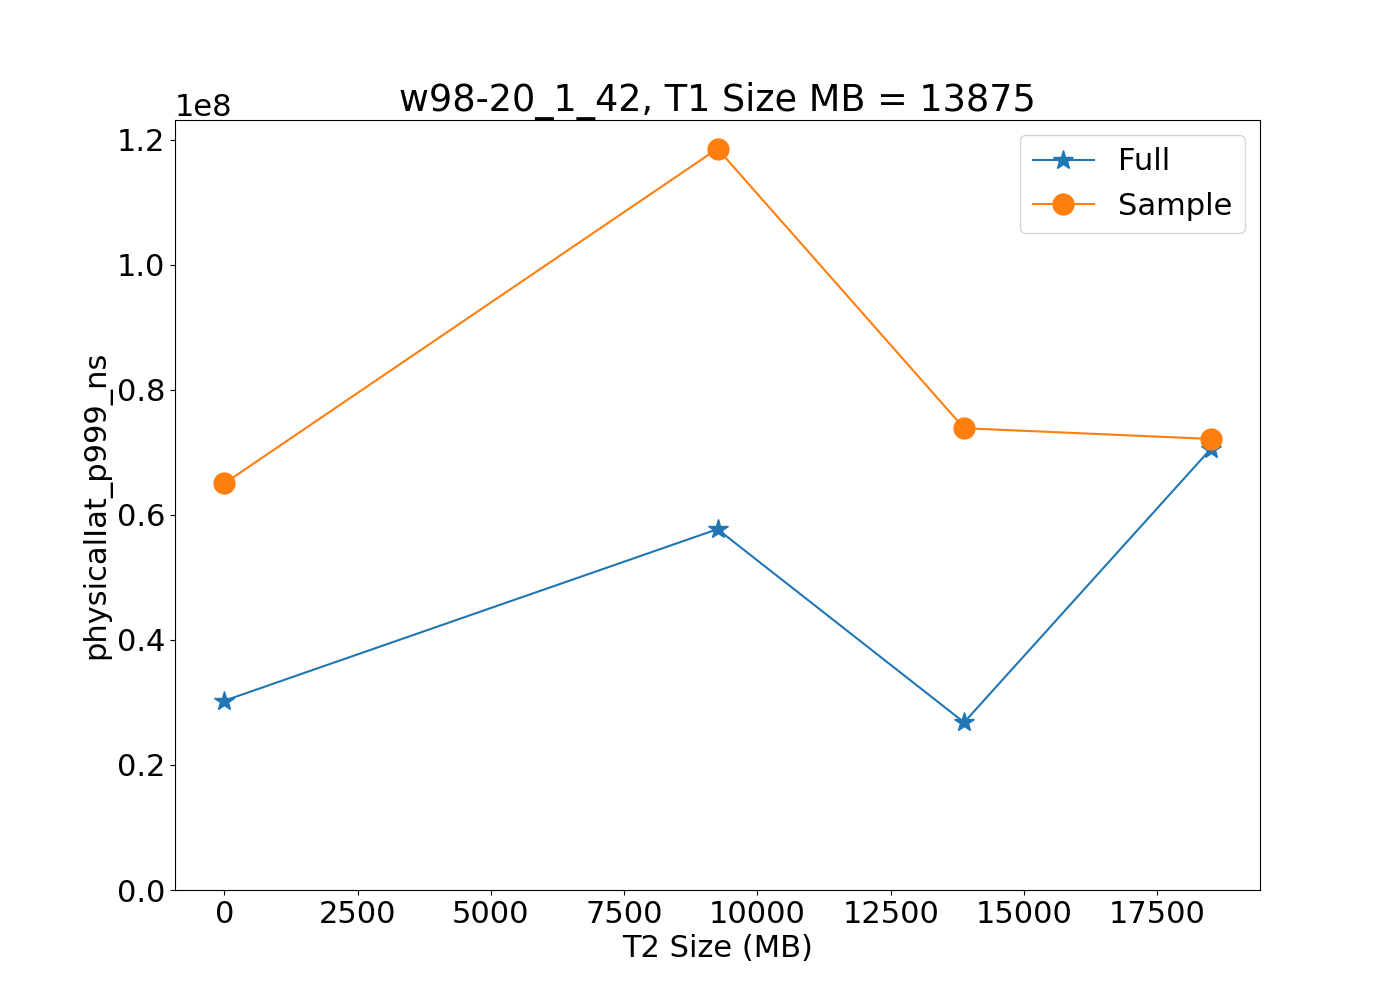 w98-20_1_42, T1 Size MB = 13875
1e8
1.2
1.0
0.8
0.6
0.4
0.2
0.0
physicallat_p999_ns
Full
Sample
0 2500 5000 7500 10000 12500 15000 17500
T2 Size (MB)